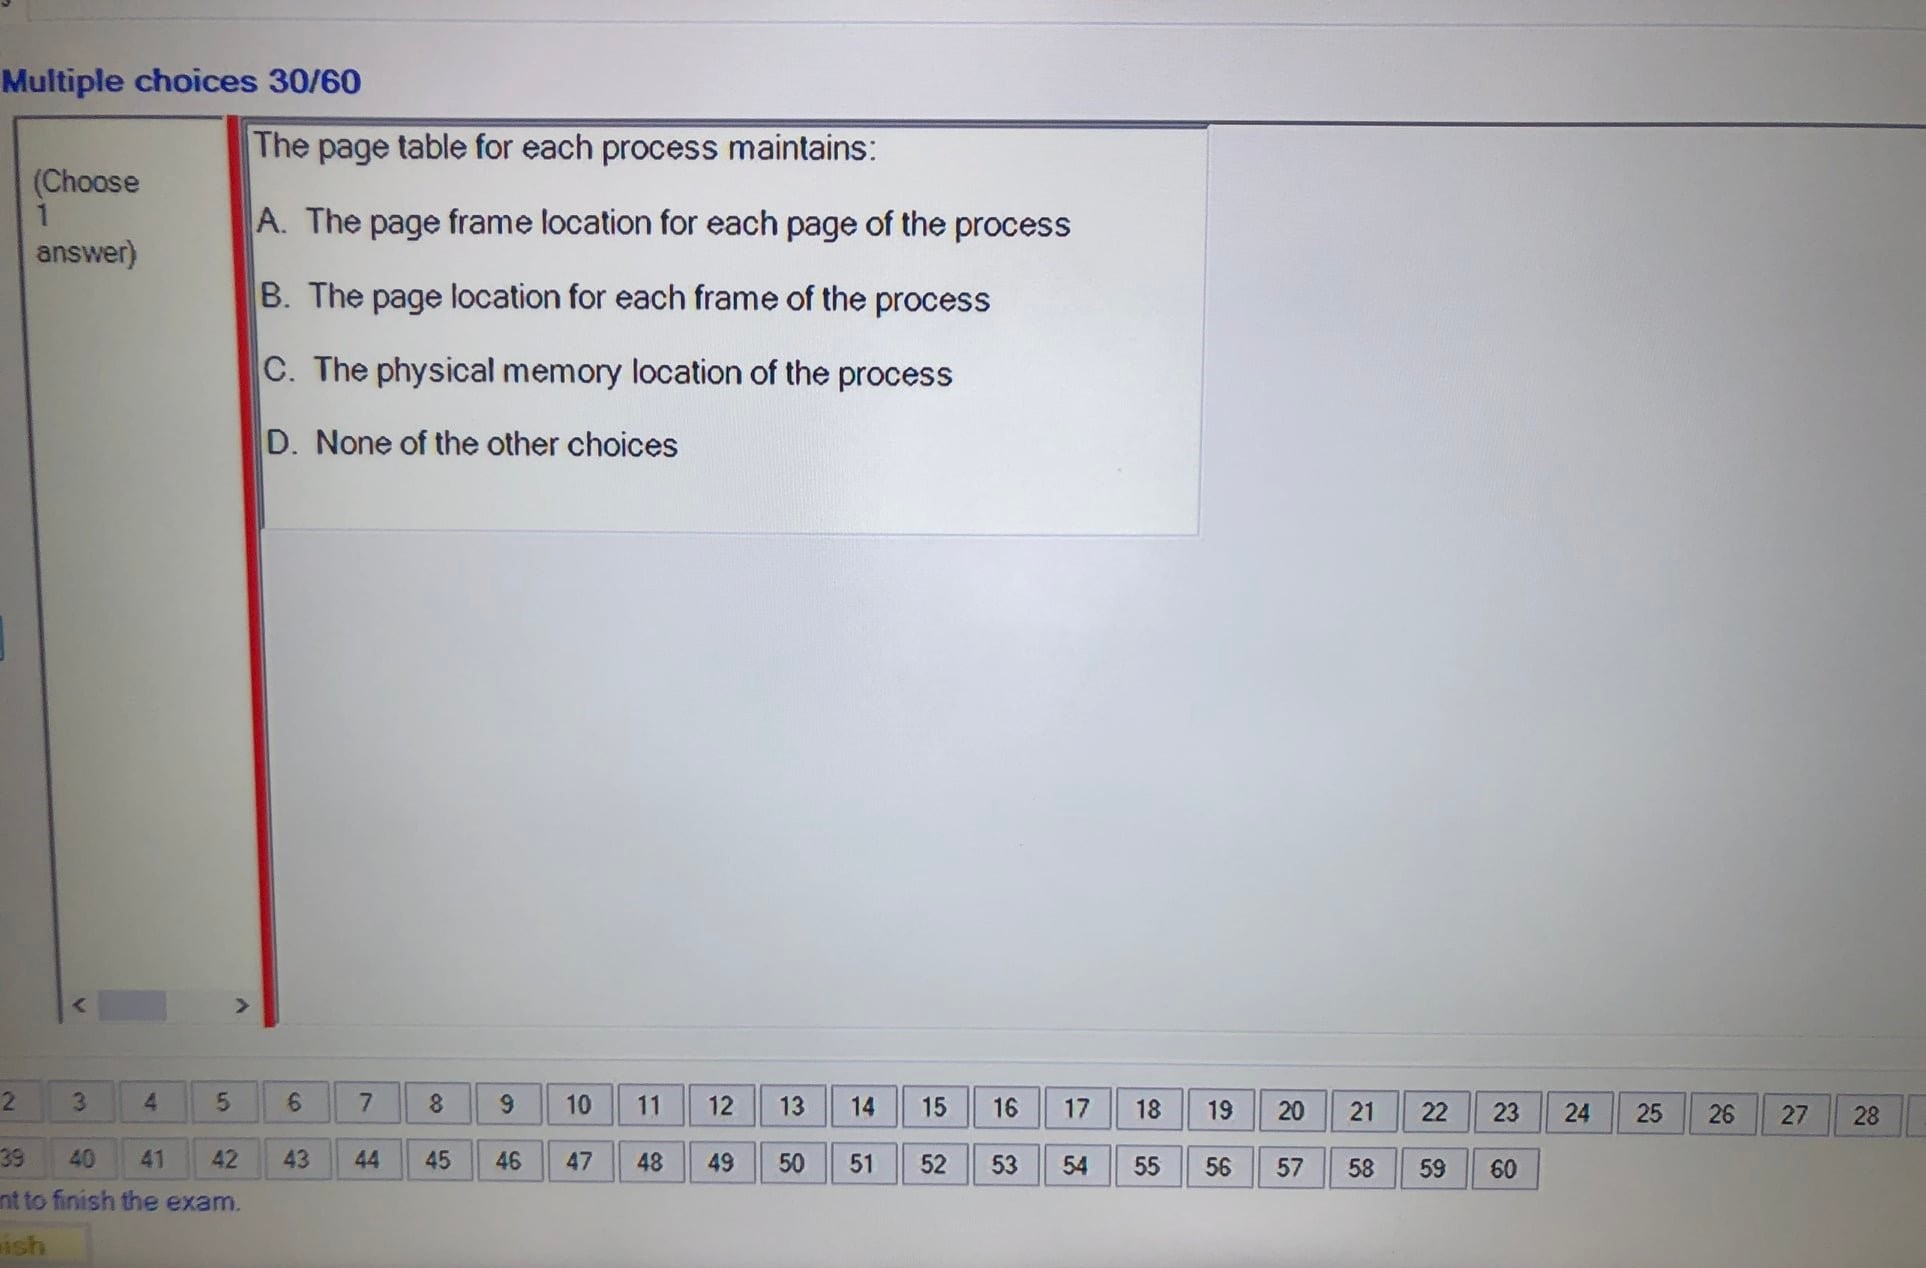 Multiple choices 30/60
(Choose
1
answer)
The page table for each process maintains:
A. The page frame location for each page of the process
B. The page location for each frame of the process
C. The physical memory location of the process
D. None of the other choices
< >
2 3 4 5 6 7 8 9 10 11 12 13 14 15 16 17 18 19 20 21 22 23 24 25 26 27 28
39 40 41 42 43 44 45 46 47 48 49 50 51 52 53 54 55 56 57 58 59 60
nt to finish the exam.
ish